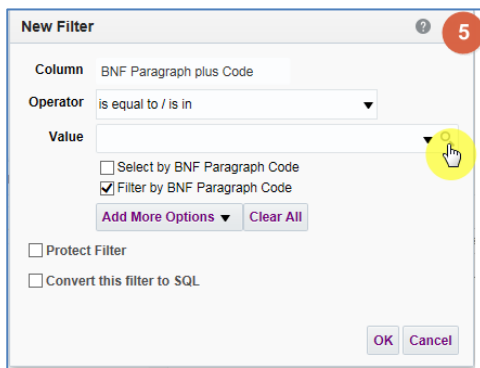 New Filter
5
Column BNF Paragraph plus Code
Operator is equal to / is in
Value
Select by BNF Paragraph Code
Filter by BNF Paragraph Code
Add More Options Clear All
Protect Filter
Convert this filter to SQL
OK Cancel